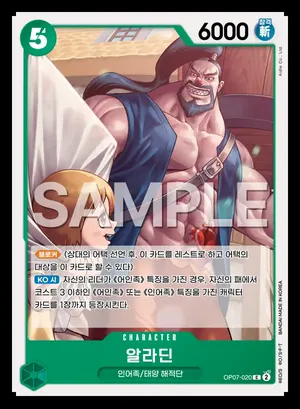 5
6000
참격
斬
SAMPLE
블로커 (상대의 어택 선언 후, 이 카드를 레스트로 하고 어택의
대상을 이 카드로 할 수 있다)
KO 시 자신의 리더가 《어인족》 특징을 가진 경우, 자신의 패에서
코스트 3 이하의 《어인족》 또는 《인어족》 특징을 가진 캐릭터
카드를 1장까지 등장시킨다.
CHARACTER
알라딘
인어족/태양 해적단
OP07-020 C
2